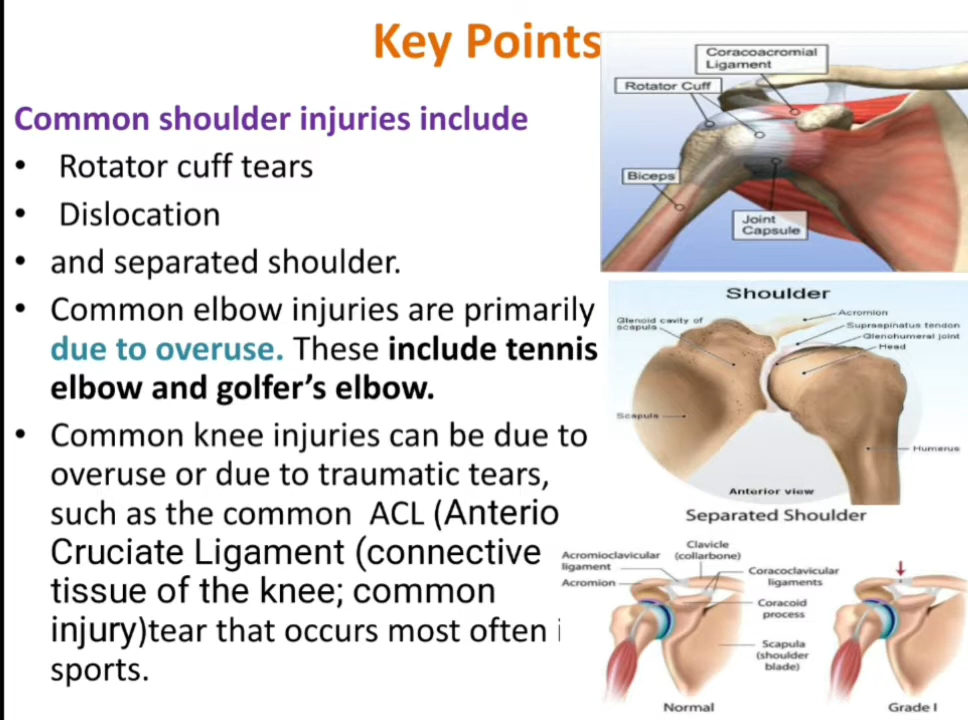 Key Points
Common shoulder injuries include
• Rotator cuff tears
• Dislocation
• and separated shoulder.
• Common elbow injuries are primarily
due to overuse. These include tennis
elbow and golfer's elbow.
• Common knee injuries can be due to
overuse or due to traumatic tears,
such as the common ACL (Anterio
Cruciate Ligament (connective
tissue of the knee; common
injury)tear that occurs most often i
sports.
Coracoacromial
Ligament
Rotator Cuff
Biceps
Joint
Capsule
Shoulder
Glenoid cavity of
scapula
Acromion
Supraspinatus tendon
Glenohumeral joint
Head
Scapula
Humerus
Anterior view
Separated Shoulder
Acromioclavicular
ligament
Acromion
Clavicle
(collarbone)
Coracoclavicular
ligaments
Coracoid
process
Scapula
(shoulder
blade)
Normal
Grade I